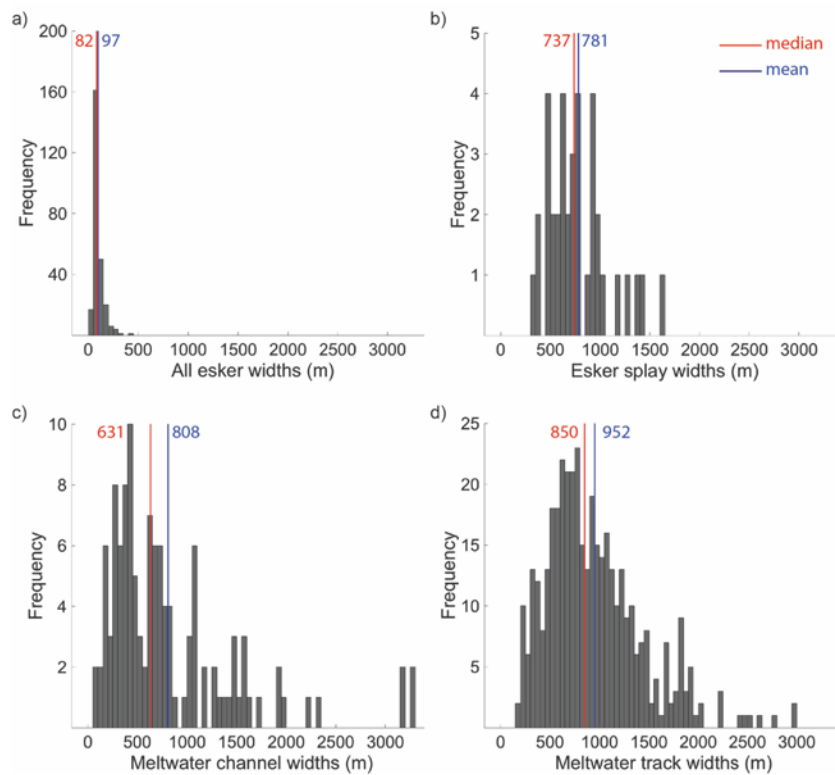 a)
200
160
120
80
40
Frequency
82
97
0 500 1000 1500 2000 2500 3000
All esker widths (m)
b)
5
4
3
2
1
Frequency
737
781
median
mean
0 500 1000 1500 2000 2500 3000
Esker splay widths (m)
c)
10
8
6
4
2
Frequency
631
808
0 500 1000 1500 2000 2500 3000
Meltwater channel widths (m)
d)
25
20
15
10
5
Frequency
850
952
0 500 1000 1500 2000 2500 3000
Meltwater track widths (m)